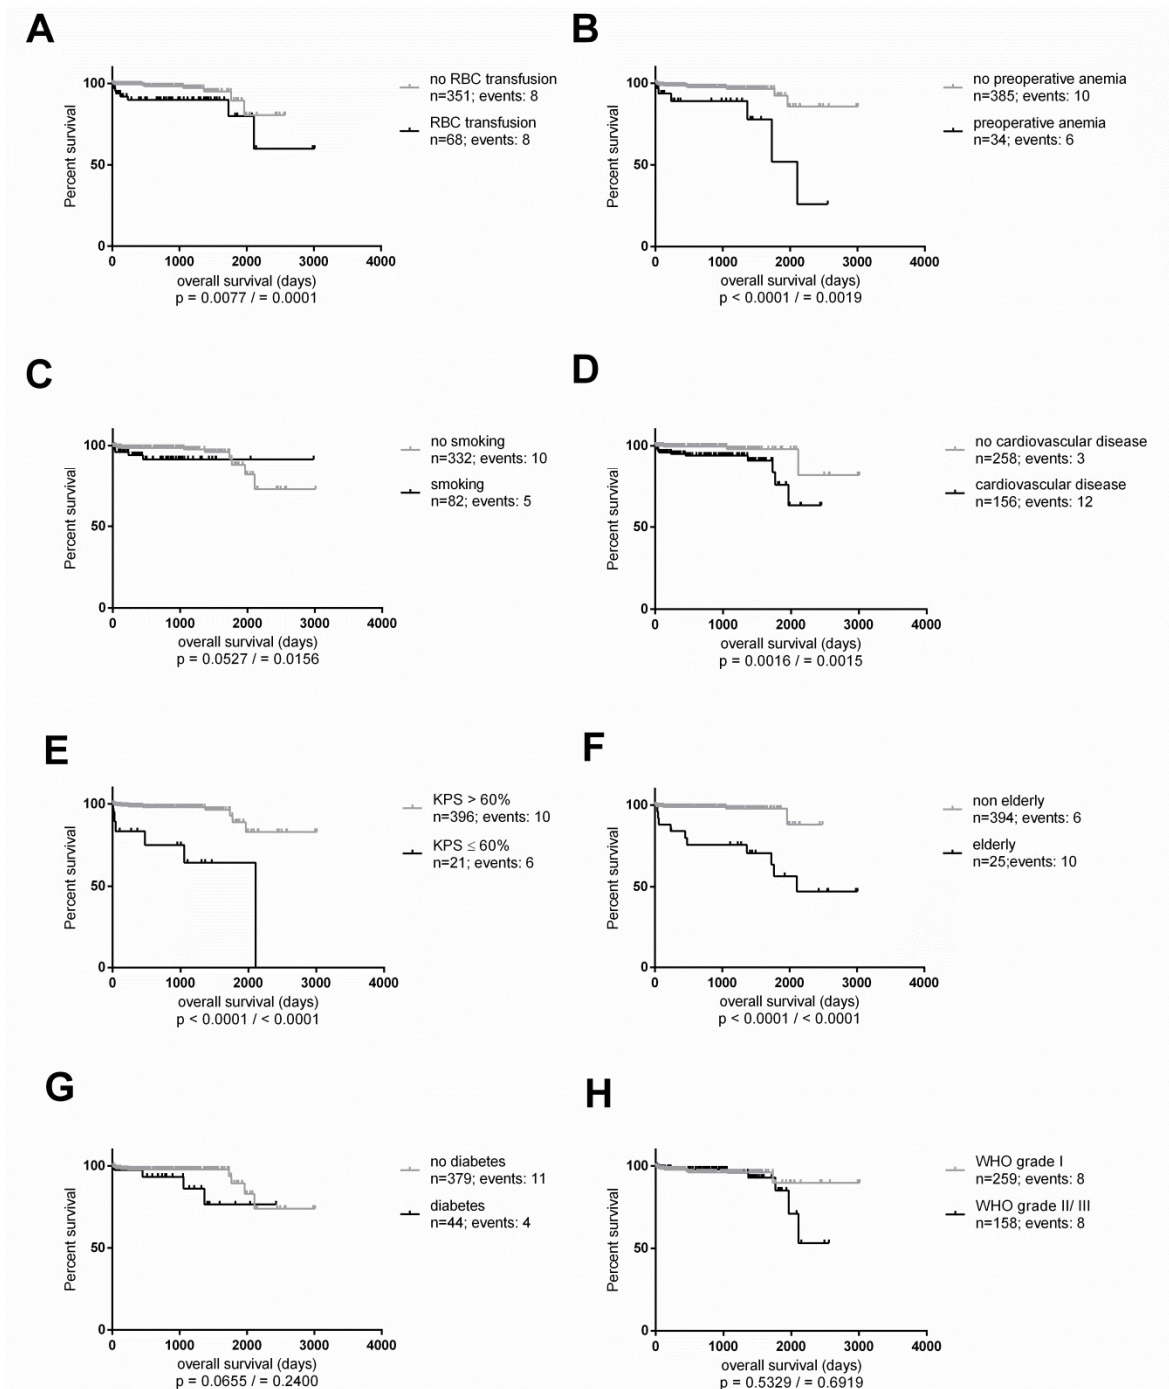 A
100
50
0
Percent survival
0 1000 2000 3000 4000
overall survival (days)
p = 0.0077 / = 0.0001
no RBC transfusion
n=351; events: 8
RBC transfusion
n=68; events: 8
B
100
50
0
Percent survival
0 1000 2000 3000 4000
overall survival (days)
p < 0.0001 / = 0.0019
no preoperative anemia
n=385; events: 10
preoperative anemia
n=34; events: 6
C
100
50
0
Percent survival
0 1000 2000 3000 4000
overall survival (days)
p = 0.0527 / = 0.0156
no smoking
n=332; events: 10
smoking
n=82; events: 5
D
100
50
0
Percent survival
0 1000 2000 3000 4000
overall survival (days)
p = 0.0016 / = 0.0015
no cardiovascular disease
n=258; events: 3
cardiovascular disease
n=156; events: 12
E
100
50
0
Percent survival
0 1000 2000 3000 4000
overall survival (days)
p < 0.0001 / < 0.0001
KPS > 60%
n=396; events: 10
KPS ≤ 60%
n=21; events: 6
F
100
50
0
Percent survival
0 1000 2000 3000 4000
overall survival (days)
p < 0.0001 / < 0.0001
non elderly
n=394; events: 6
elderly
n=25;events: 10
G
100
50
0
Percent survival
0 1000 2000 3000 4000
overall survival (days)
p = 0.0655 / = 0.2400
no diabetes
n=379; events: 11
diabetes
n=44; events: 4
H
100
50
0
Percent survival
0 1000 2000 3000 4000
overall survival (days)
p = 0.5329 / = 0.6919
WHO grade I
n=259; events: 8
WHO grade II/ III
n=158; events: 8